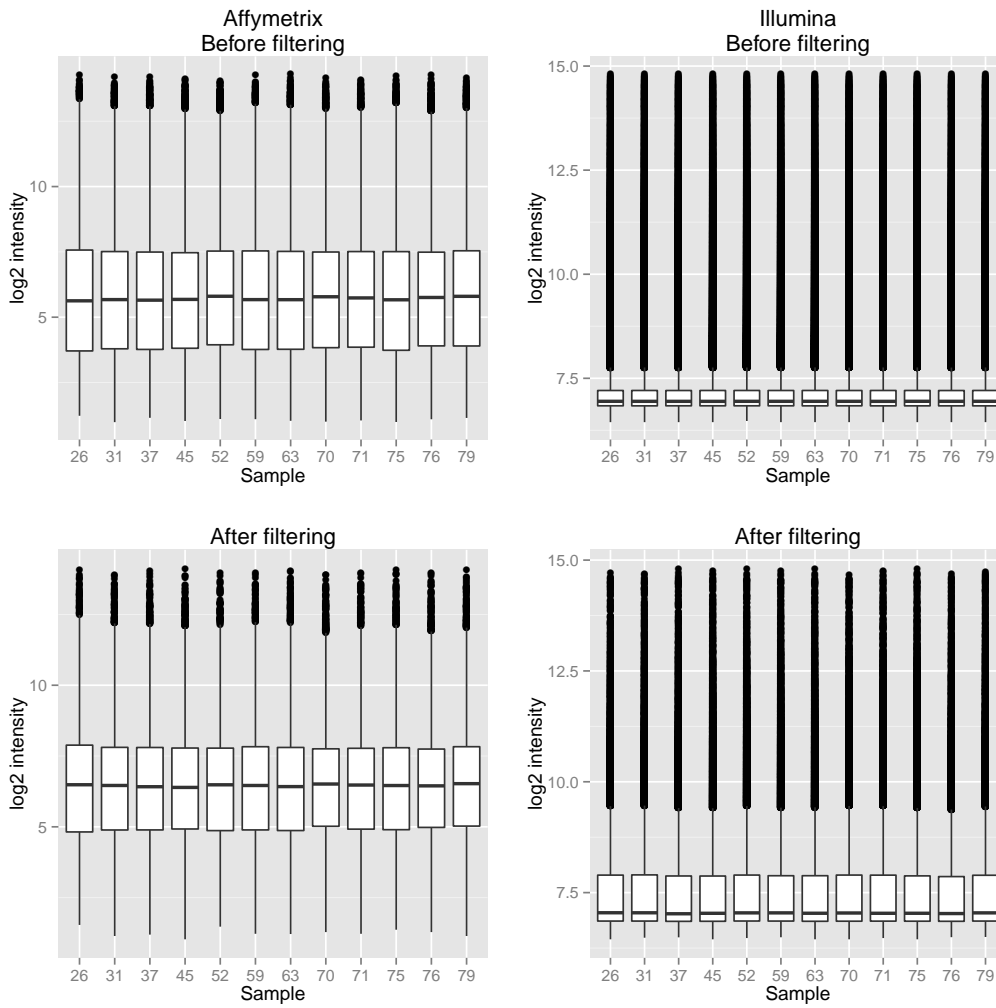 Affymetrix
Before filtering
10
5
log2 intensity
26 31 37 45 52 59 63 70 71 75 76 79
Sample
Illumina
Before filtering
15.0
12.5
10.0
7.5
log2 intensity
26 31 37 45 52 59 63 70 71 75 76 79
Sample
After filtering
10
5
log2 intensity
26 31 37 45 52 59 63 70 71 75 76 79
Sample
After filtering
15.0
12.5
10.0
7.5
log2 intensity
26 31 37 45 52 59 63 70 71 75 76 79
Sample